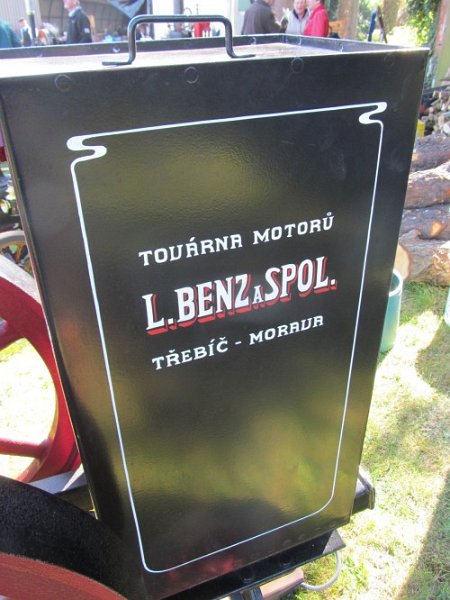 TOVÁRNA MOTORŮ
L. BENZ A SPOL.
TŘEBÍČ - MORAVA